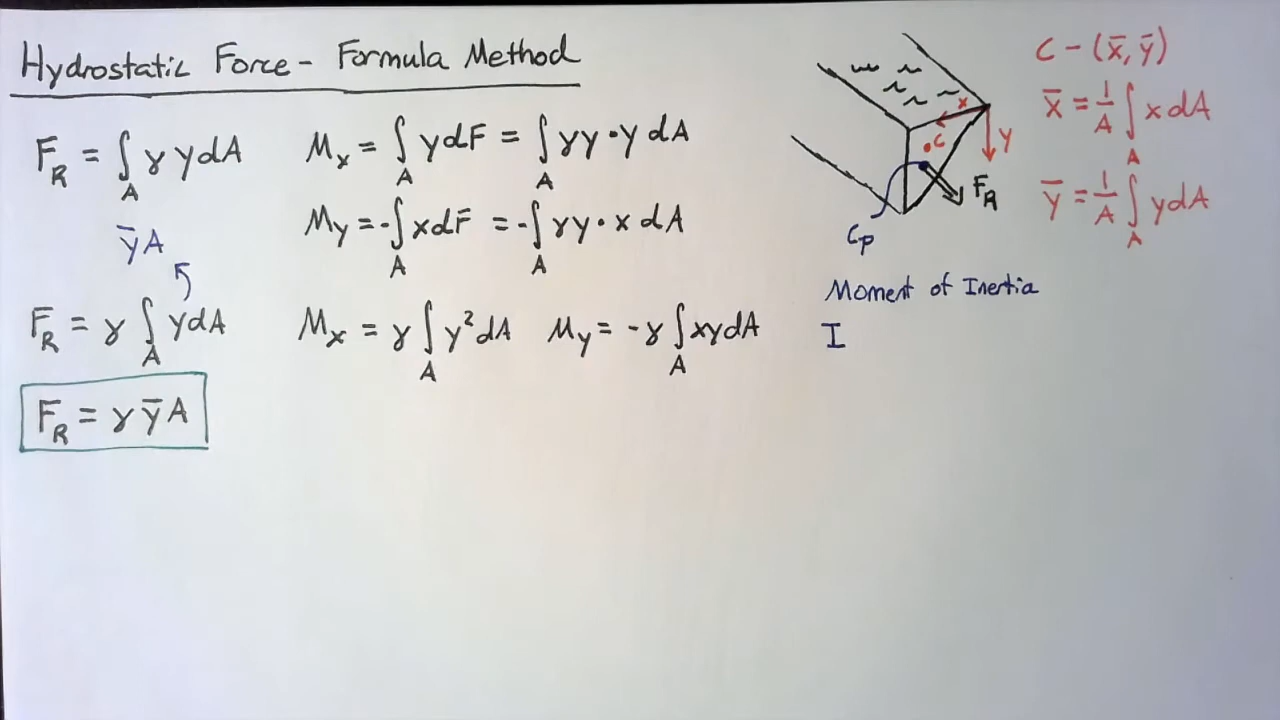 Hydrostatic Force - Formula Method
F_R = ∫_A γ y dA
ȳA
F_R = γ ∫_A y dA
F_R = γ ȳ A
M_x = ∫_A y dF = ∫_A γy · y dA
M_y = -∫_A x dF = -∫_A γy · x dA
M_x = γ ∫_A y² dA M_y = -γ ∫_A xy dA
x
y
C
F_R
Cp
C - (x̄, ȳ)
x̄ = 1/A ∫_A x dA
ȳ = 1/A ∫_A y dA
Moment of Inertia
I